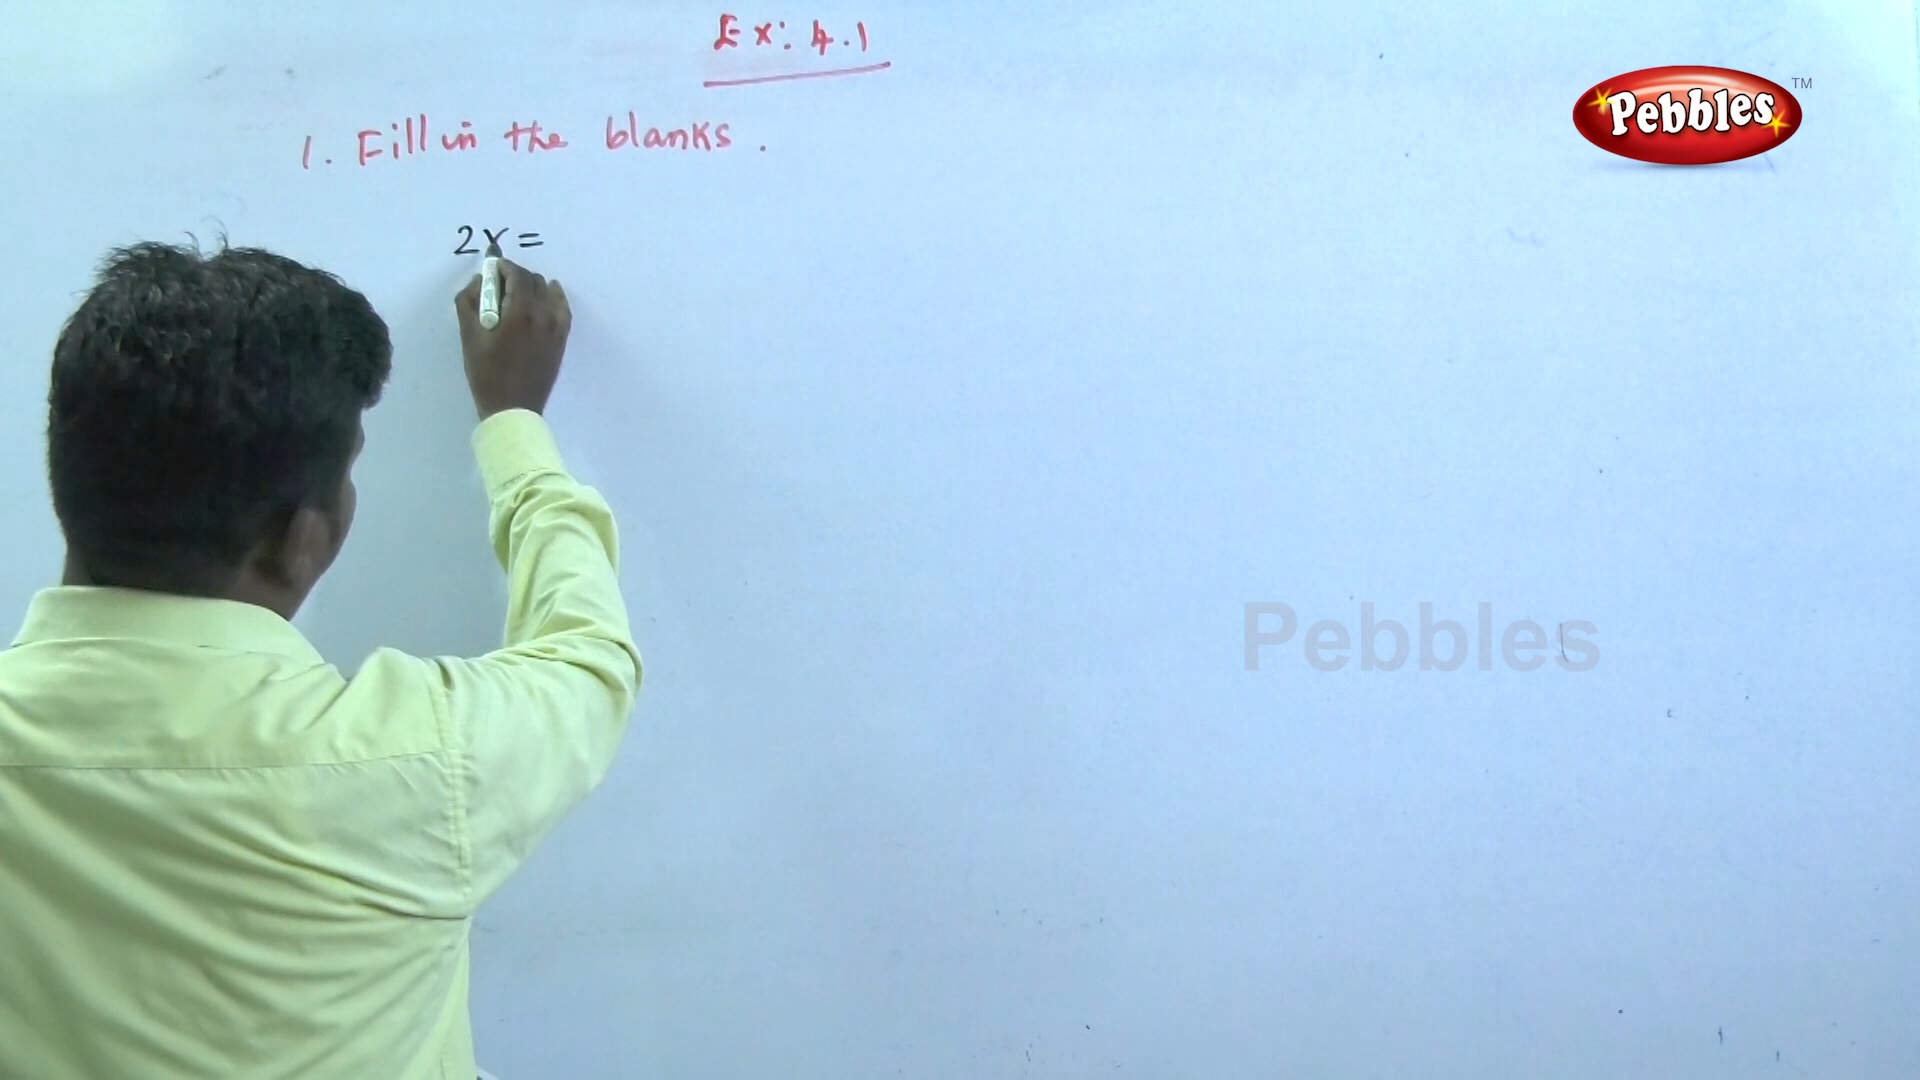 Ex: 4.1
Pebbles TM
1. Fill in the blanks.
2x =
Pebbles